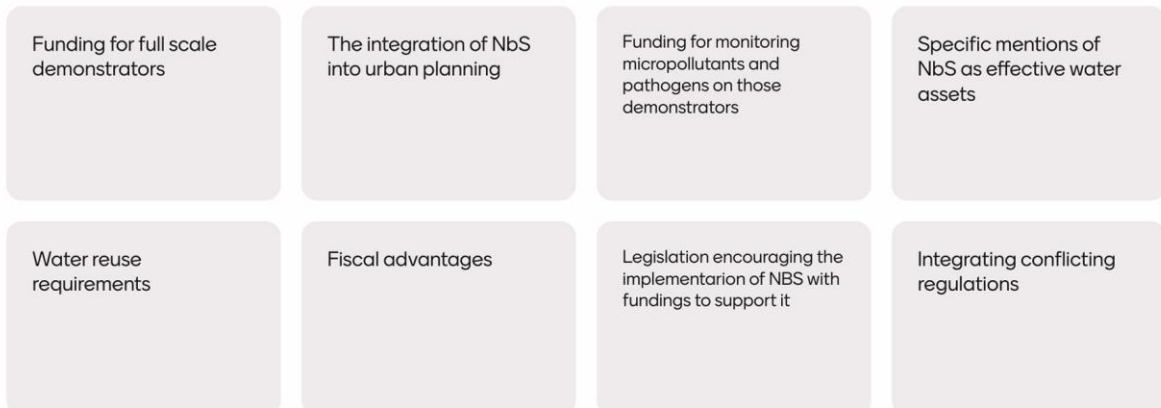 Funding for full scale
demonstrators
The integration of NbS
into urban planning
Funding for monitoring
micropollutants and
pathogens on those
demonstrators
Specific mentions of
NbS as effective water
assets
Water reuse
requirements
Fiscal advantages
Legislation encouraging the
implementarion of NBS with
fundings to support it
Integrating conflicting
regulations